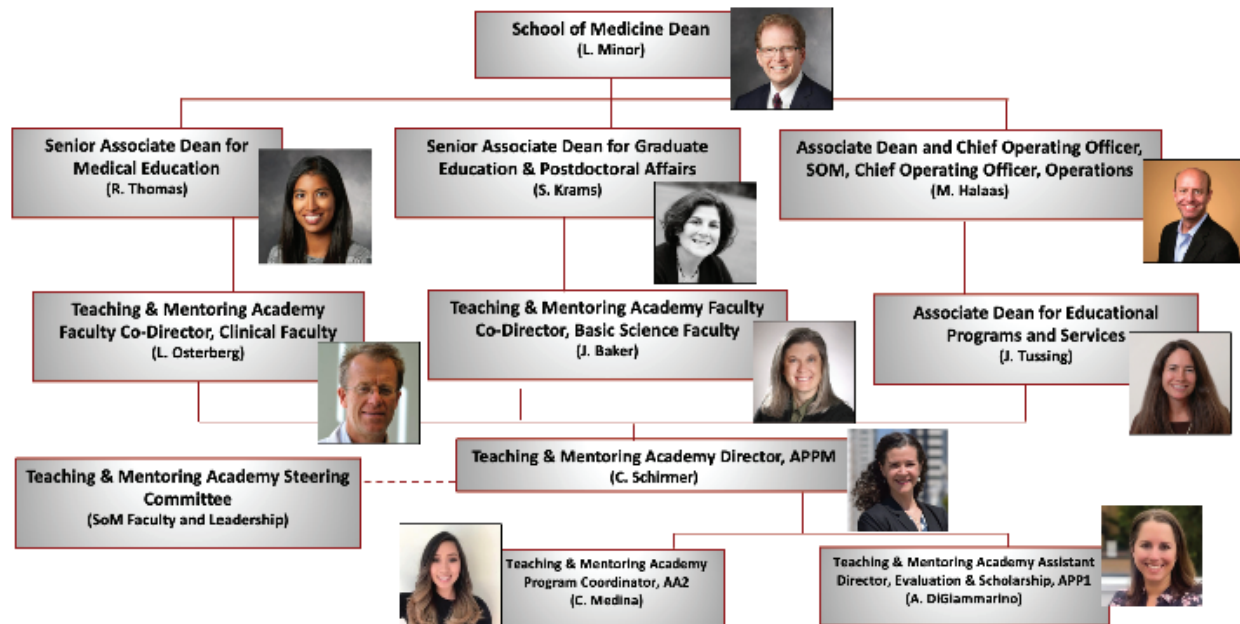 School of Medicine Dean
(L. Minor)
Senior Associate Dean for
Medical Education
(R. Thomas)
Senior Associate Dean for Graduate
Education & Postdoctoral Affairs
(S. Krams)
Associate Dean and Chief Operating Officer,
SOM, Chief Operating Officer, Operations
(M. Halaas)
Teaching & Mentoring Academy
Faculty Co-Director, Clinical Faculty
(L. Osterberg)
Teaching & Mentoring Academy Faculty
Co-Director, Basic Science Faculty
(J. Baker)
Associate Dean for Educational
Programs and Services
(J. Tussing)
Teaching & Mentoring Academy Director, APPM
(C. Schirmer)
Teaching & Mentoring Academy Steering
Committee
(SoM Faculty and Leadership)
Teaching & Mentoring Academy
Program Coordinator, AA2
(C. Medina)
Teaching & Mentoring Academy Assistant
Director, Evaluation & Scholarship, APP1
(A. DiGiammarino)